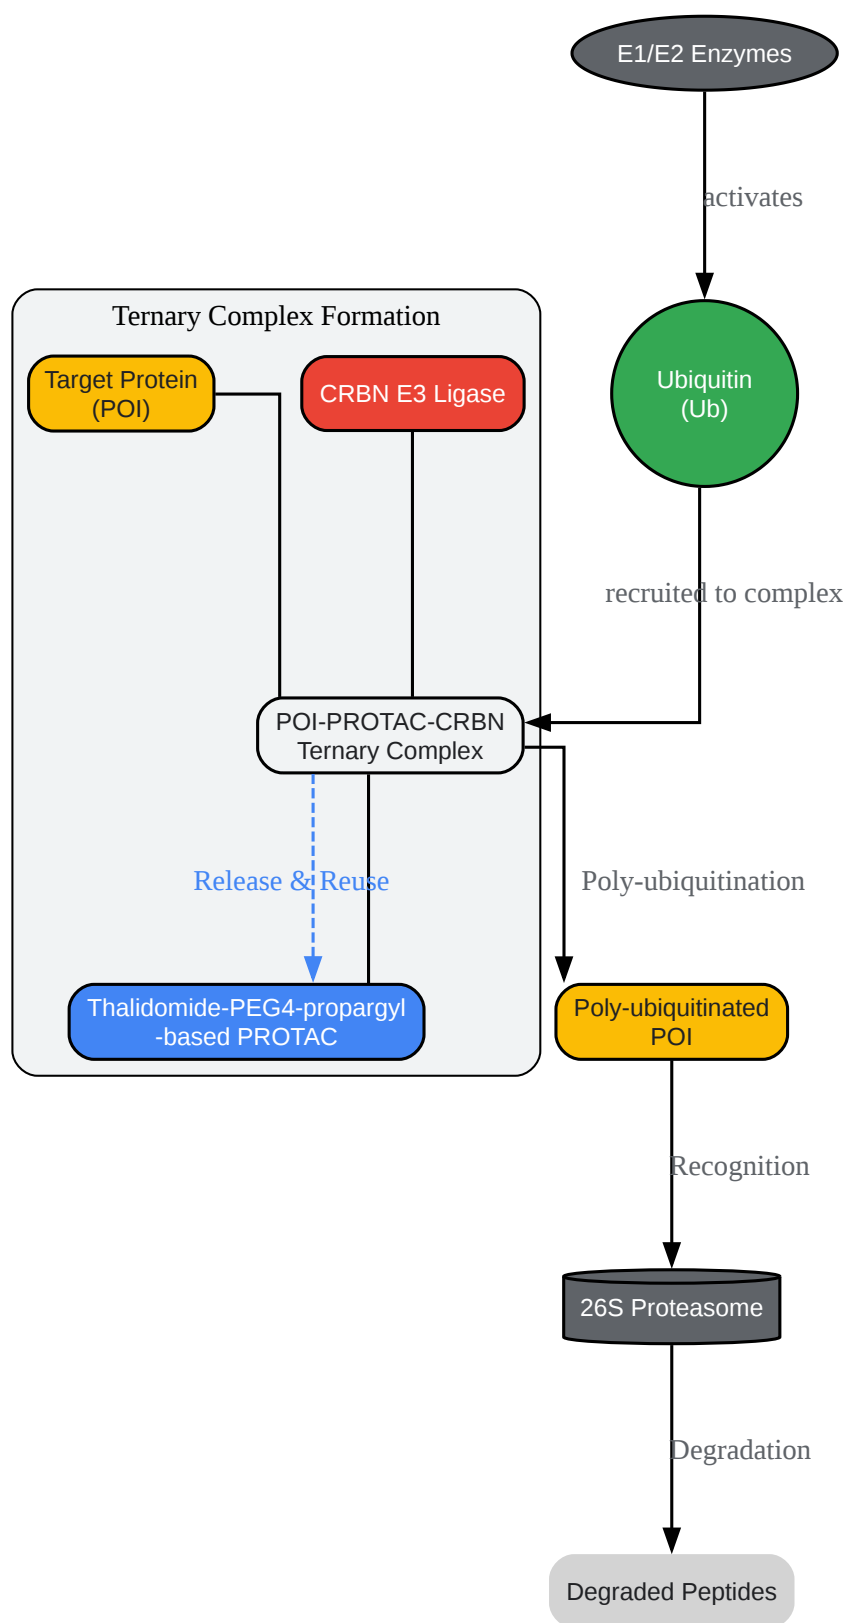 E1/E2 Enzymes
activates
Ternary Complex Formation
Target Protein
(POI)
CRBN E3 Ligase
Ubiquitin
(Ub)
recruited to complex
POI-PROTAC-CRBN
Ternary Complex
Release & Reuse
Poly-ubiquitination
Thalidomide-PEG4-propargyl
-based PROTAC
Poly-ubiquitinated
POI
Recognition
26S Proteasome
Degradation
Degraded Peptides